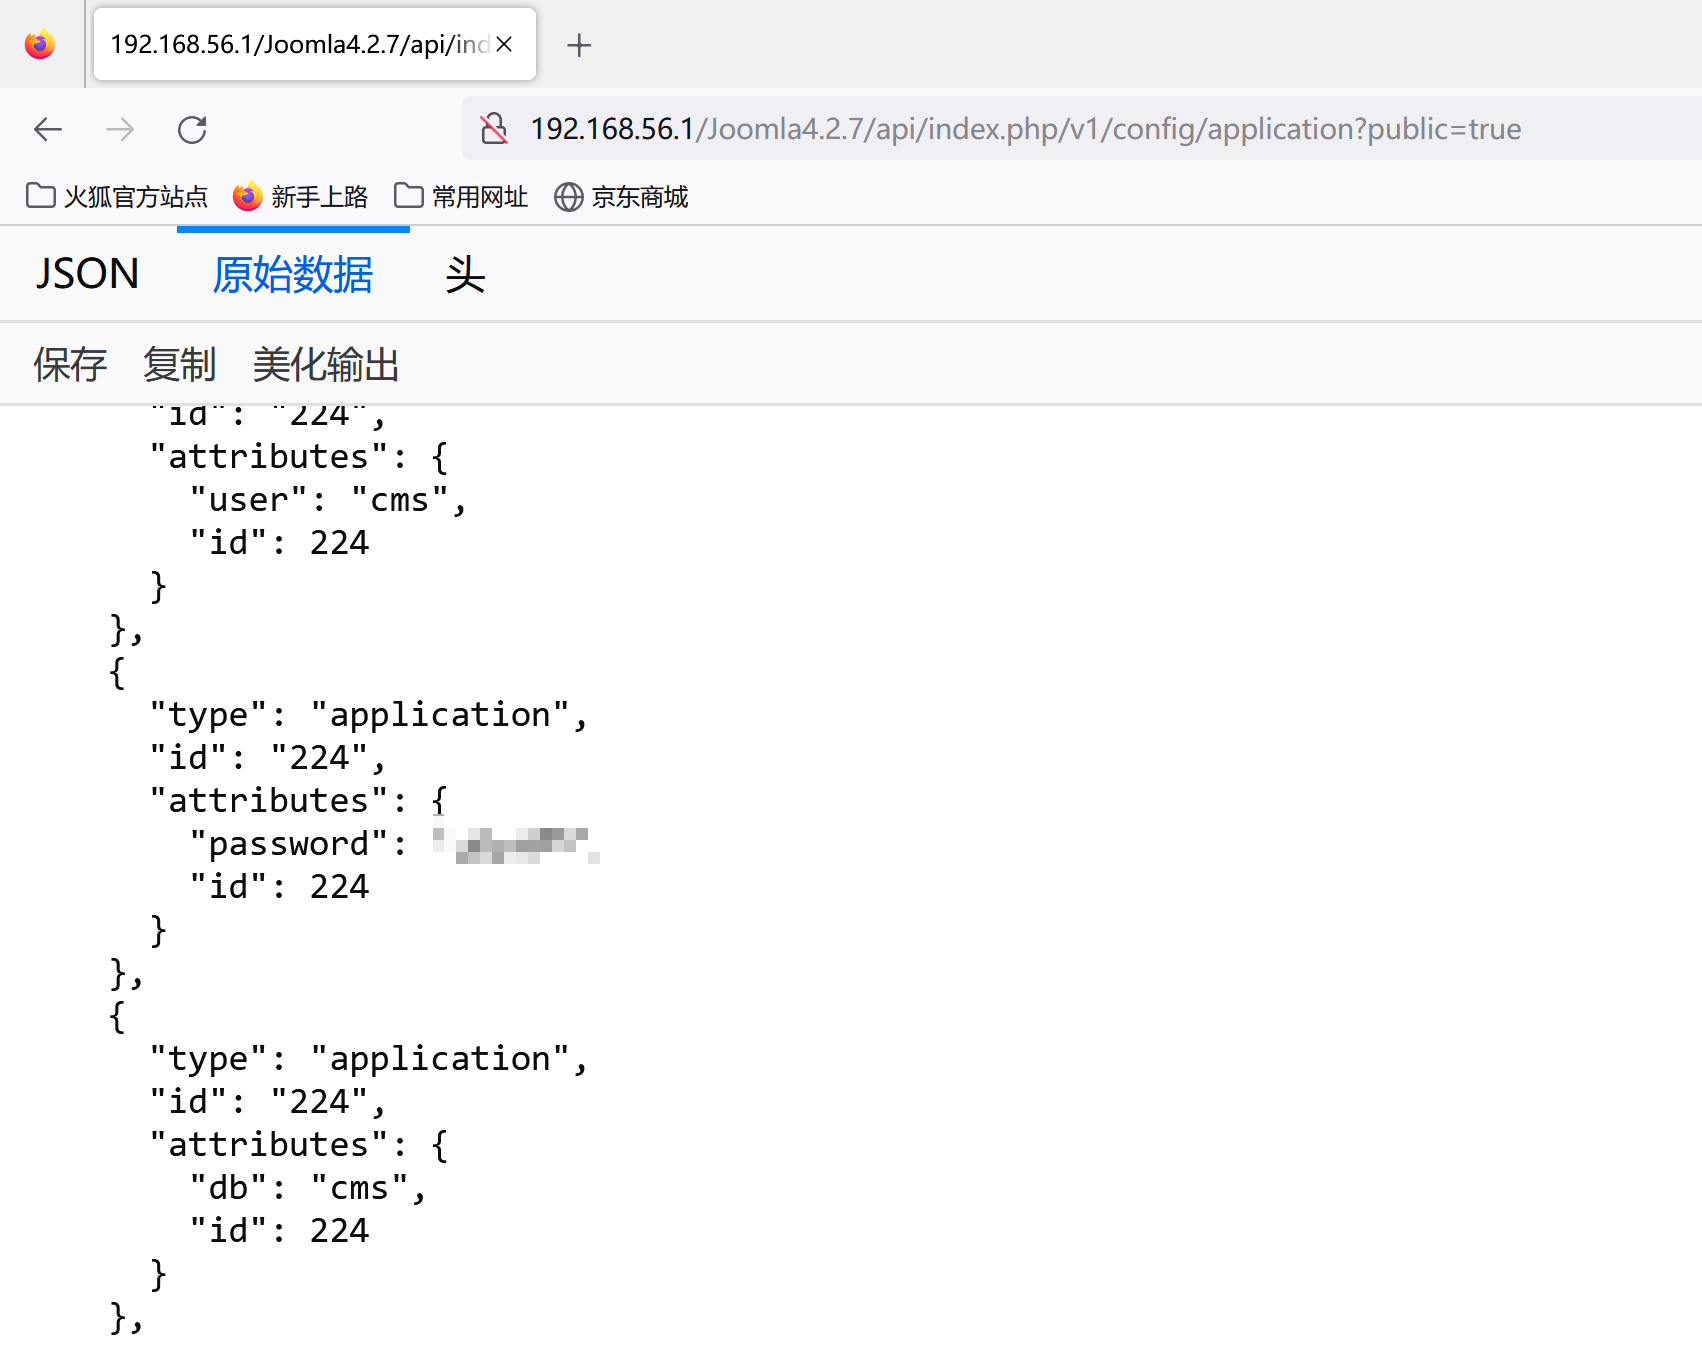 192.168.56.1/Joomla4.2.7/api/ind
192.168.56.1/Joomla4.2.7/api/index.php/v1/config/application?public=true
火狐官方站点 新手上路 常用网址 京东商城
JSON 原始数据 头
保存 复制 美化输出
"id": "224",
"attributes": {
"user": "cms",
"id": 224
}
},
{
"type": "application",
"id": "224",
"attributes": {
"password":
"id": 224
}
},
{
"type": "application",
"id": "224",
"attributes": {
"db": "cms",
"id": 224
}
},